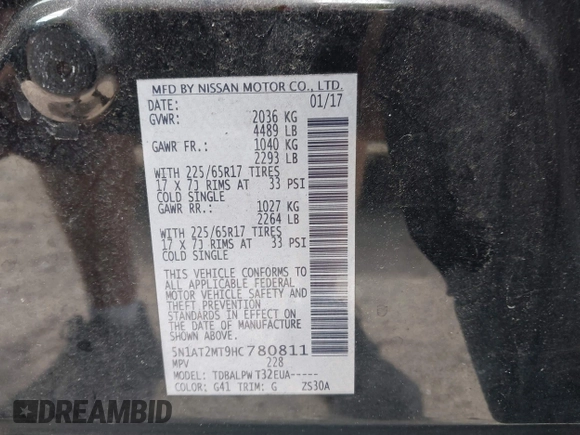 MFD BY NISSAN MOTOR CO., LTD.
DATE: 01/17
GVWR: 2036 KG
4489 LB
GAWR FR.: 1040 KG
2293 LB
WITH 225/65R17 TIRES
17 X 7J RIMS AT 33 PSI
COLD SINGLE
GAWR RR.: 1027 KG
2264 LB
WITH 225/65R17 TIRES
17 X 7J RIMS AT 33 PSI
COLD SINGLE
THIS VEHICLE CONFORMS TO
ALL APPLICABLE FEDERAL
MOTOR VEHICLE SAFETY AND
THEFT PREVENTION
STANDARDS IN EFFECT ON THE
DATE OF MANUFACTURE SHOWN
ABOVE.
5N1AT2MT9HC780811
MPV 228
MODEL: TDBALPW T32EUA-----
COLOR: G41 TRIM: G ZS30A
DREAMBID